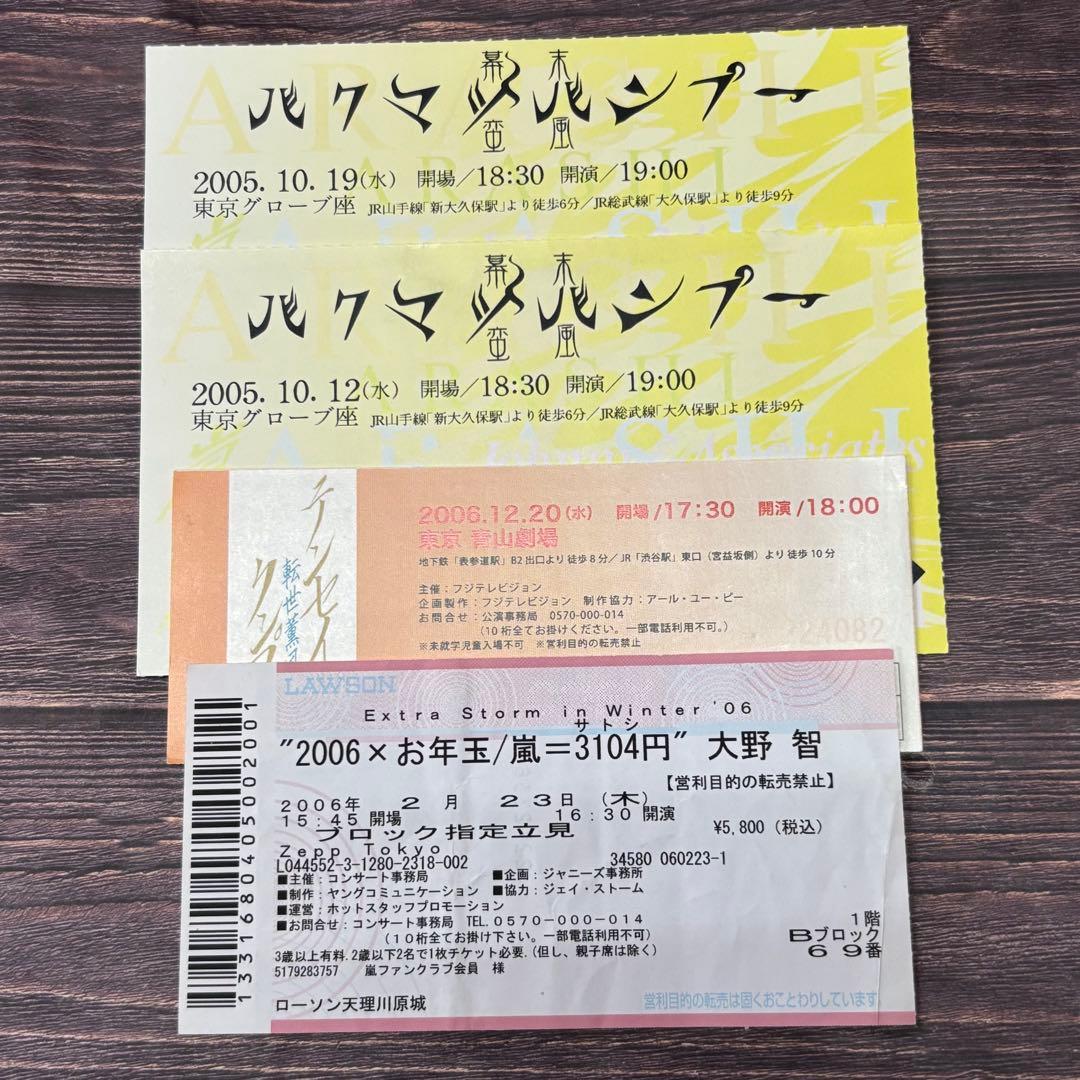 ARASHI
幕 末
バクマツバンプー
蛮 風
ARASHI
2005. 10. 19(水) 開場/18:30 開演/19:00
東京グローブ座 JR山手線「新大久保駅」より徒歩6分/JR総武線「大久保駅」より徒歩9分
ARASHI
幕 末
バクマツバンプー
蛮 風
ARASHI
2005. 10. 12(水) 開場/18:30 開演/19:00
東京グローブ座 JR山手線「新大久保駅」より徒歩6分/JR総武線「大久保駅」より徒歩9分
Johnny's Associates
テンセイ
転世薫
クン
2006.12.20(水) 開場/17:30 開演/18:00
東京 青山劇場
地下鉄「表参道駅」B2出口より徒歩8分/JR「渋谷駅」東口(宮益坂側)より徒歩10分
主催:フジテレビジョン
企画製作:フジテレビジョン 制作協力:アール・ユー・ピー
お問合せ:公演事務局 0570-000-014
(10桁全てお掛けください。一部電話利用不可。)
※未就学児童入場不可 ※営利目的の転売禁止
LAWSON
Extra Storm in Winter '06
サトシ
"2006×お年玉/嵐=3104円" 大野 智
【営利目的の転売禁止】
2006年 2月 23日 (木)
15:45 開場 16:30 開演
ブロック指定立見 ¥5,800(税込)
Zepp Tokyo
L044552-3-1280-2318-002 34580 060223-1
■主催:コンサート事務局 ■企画:ジャニーズ事務所
■制作:ヤングコミュニケーション ■協力:ジェイ・ストーム
■運営:ホットスタッフプロモーション
■お問合せ:コンサート事務局 TEL.0570-000-014
(10桁全てお掛け下さい。一部電話利用不可)
3歳以上有料.2歳以下2名で1枚チケット必要.(但し、親子席は除く)
5179283757 嵐ファンクラブ会員 様
1階
Bブロック
69番
ローソン天理川原城
営利目的の転売は固くおことわりしています
1331680405002001